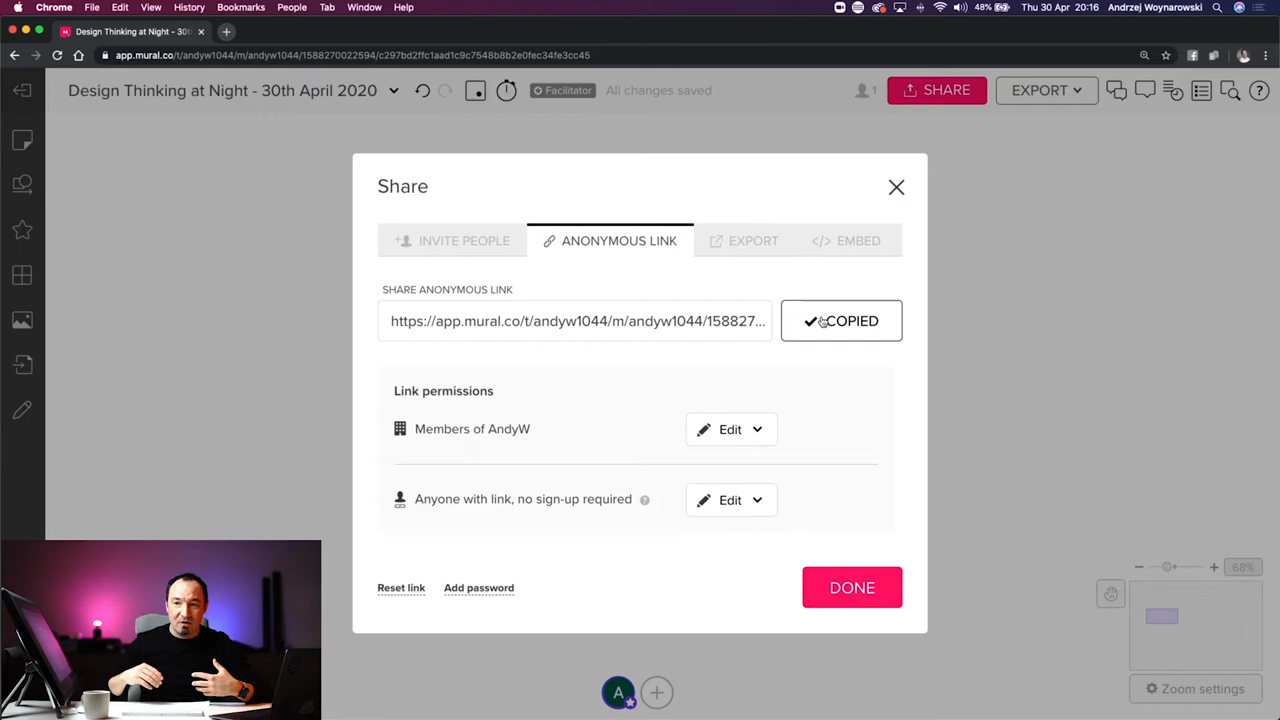 Chrome File Edit View History Bookmarks People Tab Window Help 48% Thu 30 Apr 20:16 Andrzej Woynarowski
Design Thinking at Night - 30th
app.mural.co/t/andyw1044/m/andyw1044/1588270022594/c297bd2ffc1aad1c9c7548b8b2e0fec34fe3cc45
Design Thinking at Night - 30th April 2020 Facilitator All changes saved 1 SHARE EXPORT ?
Share
INVITE PEOPLE ANONYMOUS LINK EXPORT </> EMBED
SHARE ANONYMOUS LINK
https://app.mural.co/t/andyw1044/m/andyw1044/158827... COPIED
Link permissions
Members of AndyW Edit
Anyone with link, no sign-up required ? Edit
68%
Reset link Add password DONE
A
Zoom settings